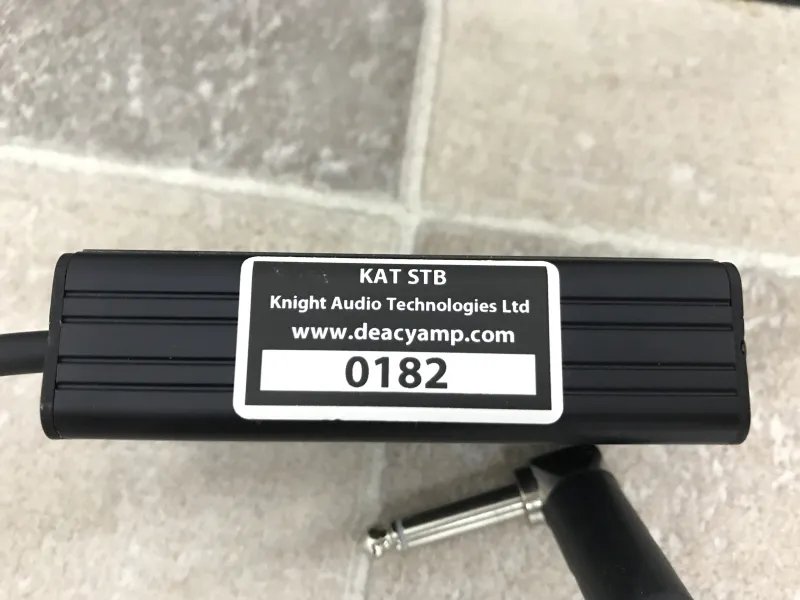 KAT STB
Knight Audio Technologies Ltd
www.deacyamp.com
0182